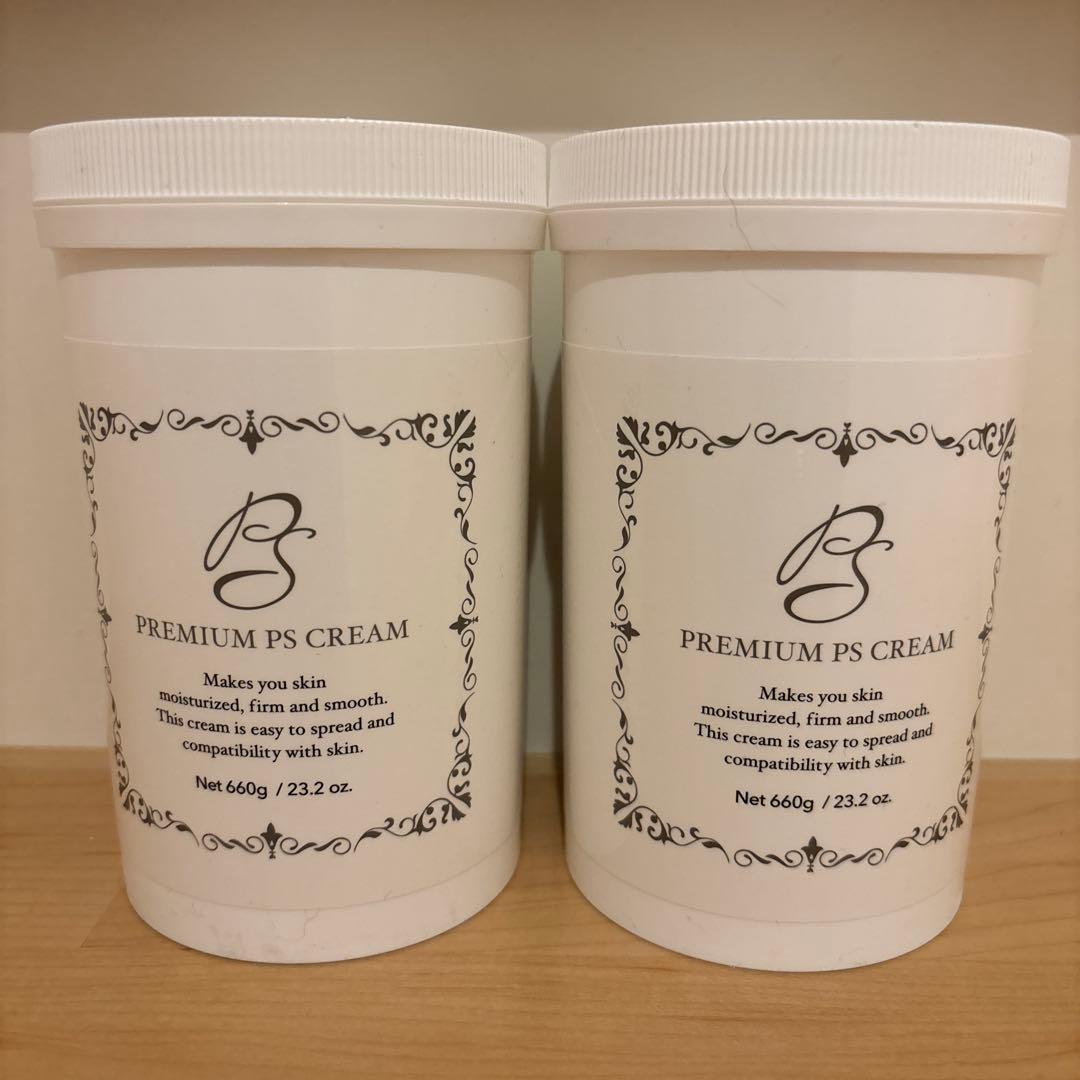 PS
PREMIUM PS CREAM
Makes you skin
moisturized, firm and smooth.
This cream is easy to spread and
compatibility with skin.
Net 660g / 23.2 oz.
PS
PREMIUM PS CREAM
Makes you skin
moisturized, firm and smooth.
This cream is easy to spread and
compatibility with skin.
Net 660g / 23.2 oz.